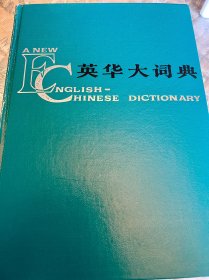 A NEW
英华大词典
ENGLISH-
CHINESE DICTIONARY